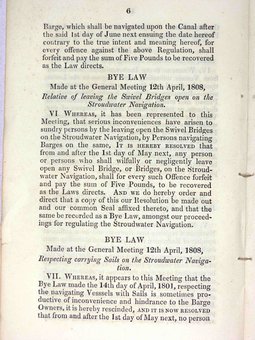 6
Barge, which shall be navigated upon the Canal after
the said 1st day of June next ensuing the date hereof
contrary to the true intent and meaning hereof, for
every offence against the above Regulation, shall
forfeit and pay the sum of Five Pounds to be recovered
as the Law directs.
BYE LAW
Made at the General Meeting 12th April, 1808,
Relative of leaving the Swivel Bridges open on the
Stroudwater Navigation.
VI WHEREAS, it has been represented to this
Meeting, that serious inconveniences have arisen to
sundry persons by the leaving open the Swivel Bridges
on the Stroudwater Navigation, by Persons navigating
Barges on the same, IT IS HEREBY RESOLVED that
from and after the 1st day of May next, any person
or persons who shall wilfully or negligently leave
open any Swivel Bridge, or Bridges, on the Stroud-
water Navigation, shall for every such Offence forfeit
and pay the sum of Five Pounds, to be recovered
as the Laws directs. AND WE do hereby order and
direct that a copy of this our Resolution be made out
and our common Seal affixed thereto, and that the
same be recorded as a Bye Law, amongst our proceed-
ings for regulating the Stroudwater Navigation.
BYE LAW
Made at the General Meeting 12th April, 1808,
Respecting carrying Sails on the Stroudwater Naviga-
tion.
VII. WHEREAS, it appears to this Meeting that the
Bye Law made the 14th day of April, 1801, respecting
the navigating Vessels with Sails is sometimes pro-
ductive of inconvenience and hindrance to the Barge
Owners, it is hereby rescinded, AND IT IS NOW RESOLVED
that from and after the 1st day of May next, no person